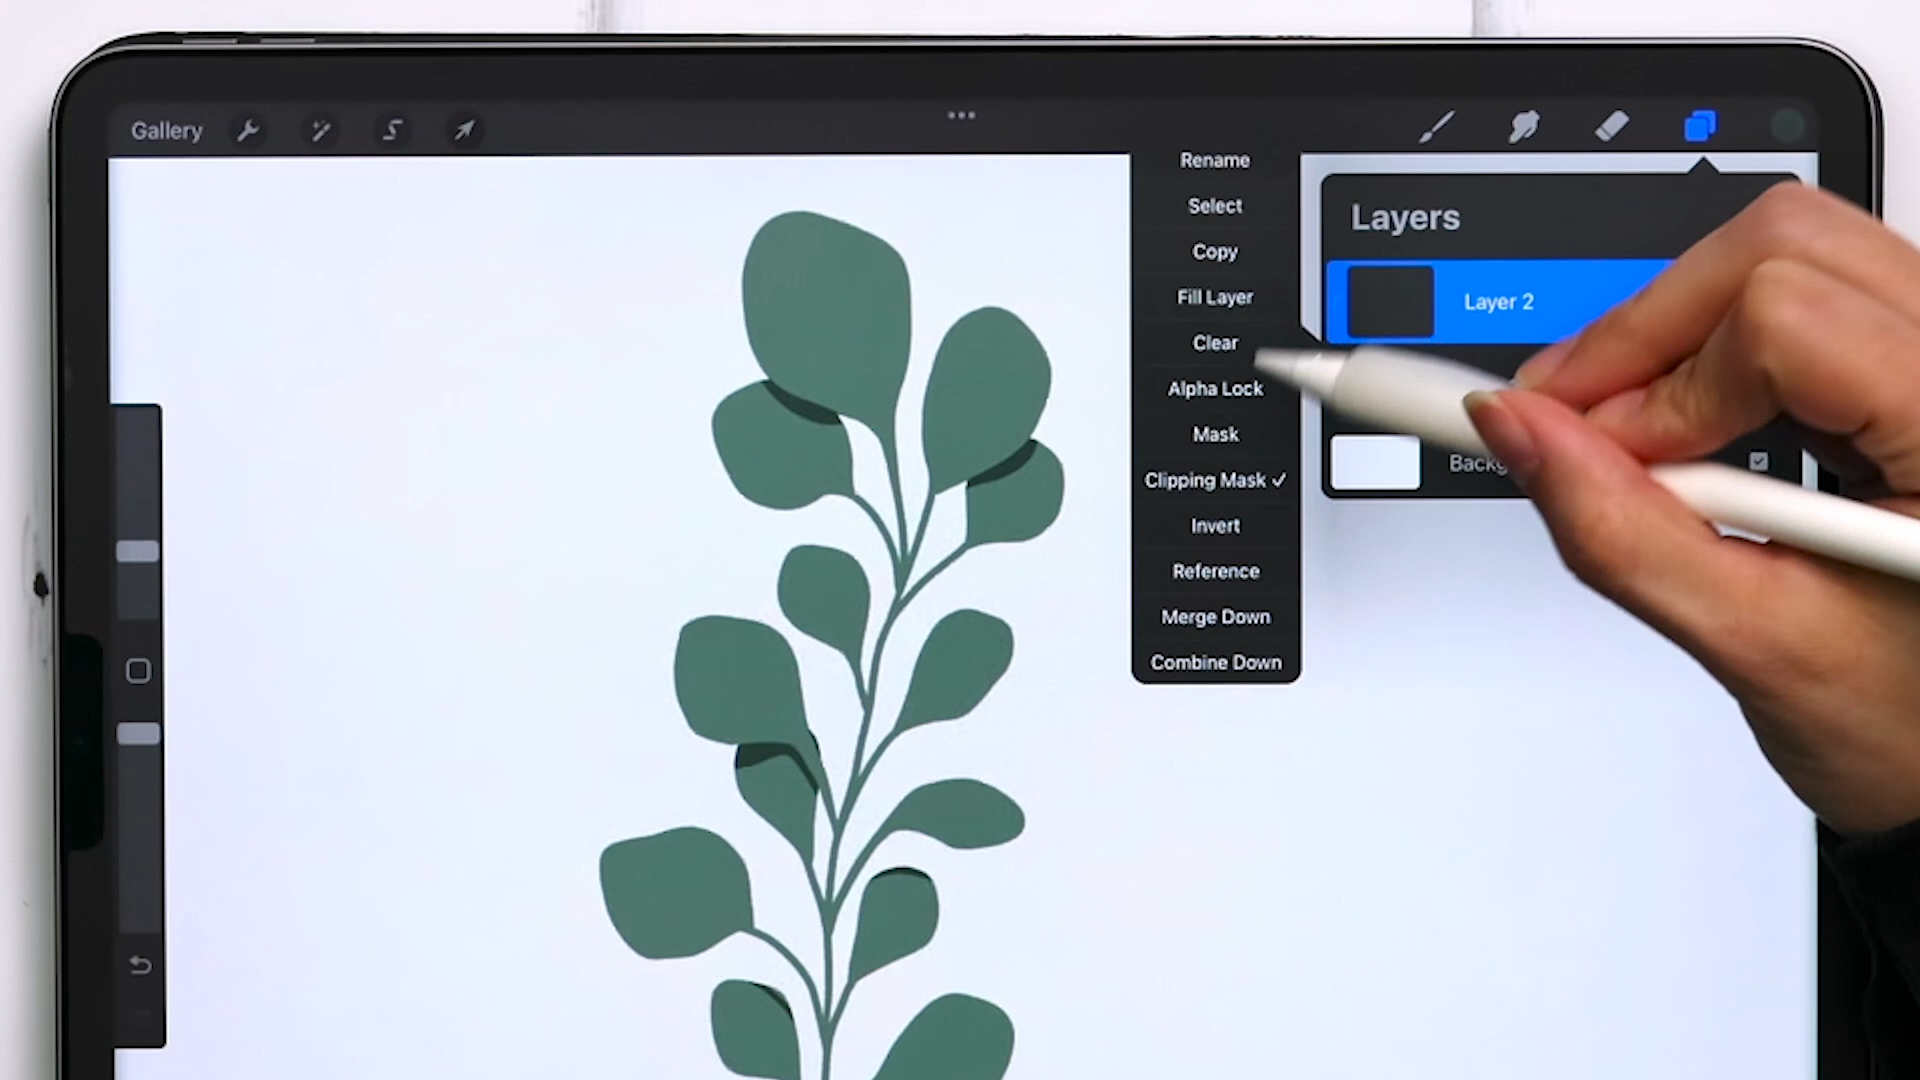 Gallery
Rename
Select
Copy
Fill Layer
Clear
Alpha Lock
Mask
Clipping Mask
Invert
Reference
Merge Down
Combine Down
Layers
Layer 2